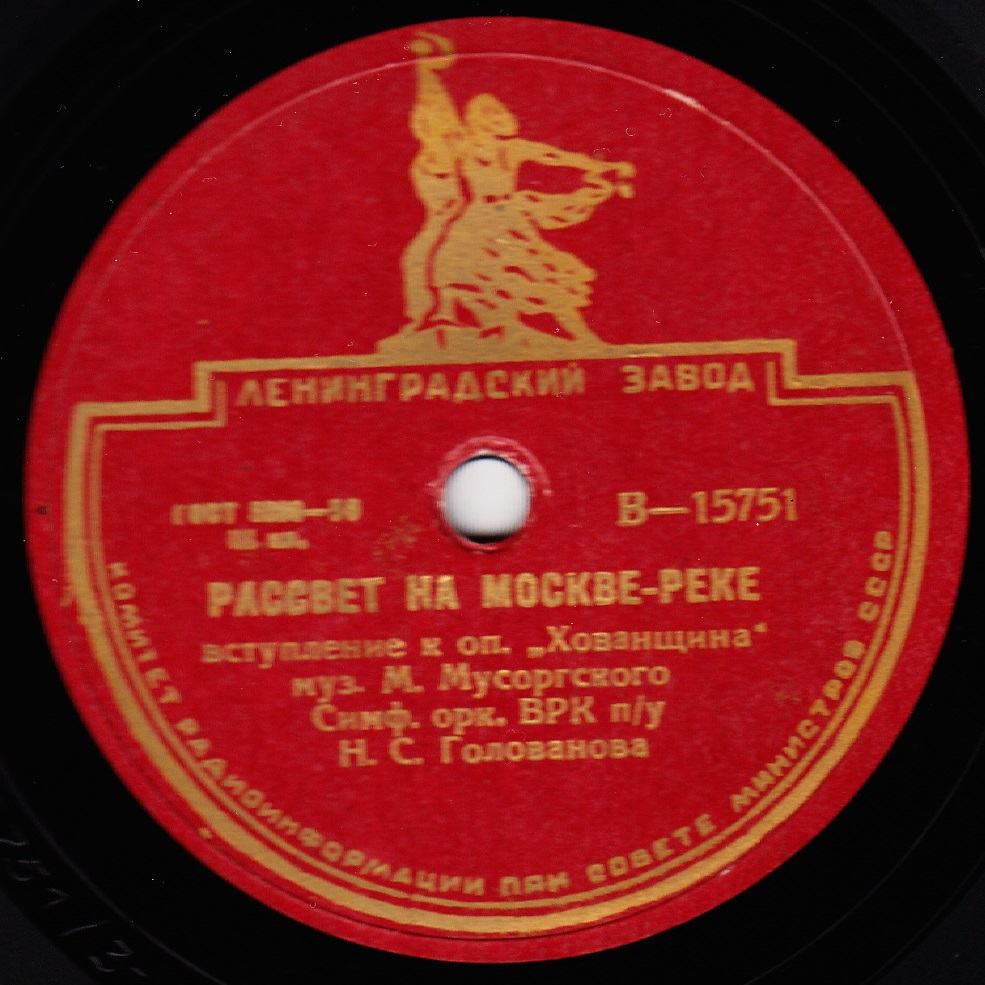 ЛЕНИНГРАДСКИЙ ЗАВОД
ГОСТ
В—15751
РАССВЕТ НА МОСКВЕ-РЕКЕ
вступление к оп. „Хованщина“
муз. М. Мусоргского
Симф. орк. ВРК п/у
Н. С. Голованова
КОМИТЕТ РАДИОИНФОРМАЦИИ ПРИ СОВЕТЕ МИНИСТРОВ СССР